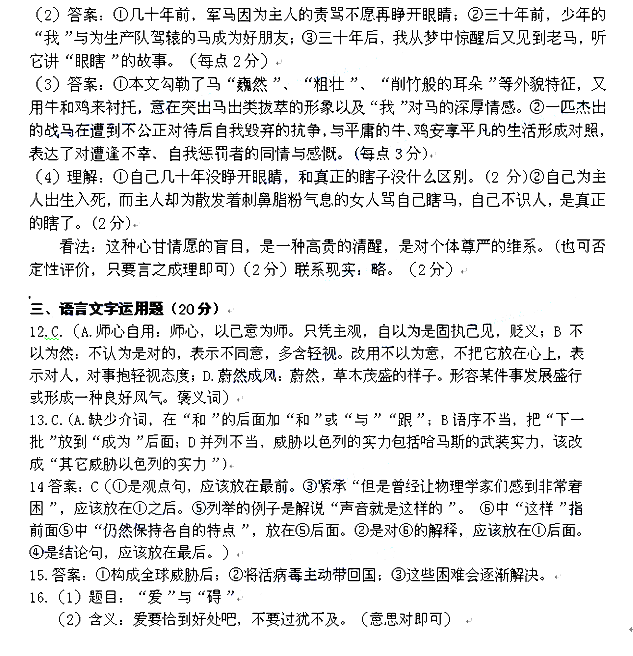 （2）答案：①几十年前，军马因为主人的责骂不愿再睁开眼睛；②三十年前，少年的
“我”与为生产队驾辕的马成为好朋友；③三十年后，我从梦中惊醒后又见到老马，听
它讲“眼瞎”的故事。（每点2分）
（3）答案：①本文勾勒了马“巍然”、“粗壮”、“削竹般的耳朵”等外貌特征，又
用牛和鸡来衬托，意在突出马出类拔萃的形象以及“我”对马的深厚情感。②一匹杰出
的战马在遭到不公正对待后自我毁弃的抗争，与平庸的牛、鸡安享平凡的生活形成对照，
表达了对遭逢不幸、自我惩罚者的同情与感慨。(每点3分)
（4）理解：①自己几十年没睁开眼睛，和真正的瞎子没什么区别。(2 分)②自己为主
人出生入死，而主人却为散发着刺鼻脂粉气息的女人骂自己瞎马，自己不识人，是真正
的瞎了。(2分)
看法：这种心甘情愿的盲目，是一种高贵的清醒，是对个体尊严的维系。(也可否
定性评价，只要言之成理即可)（2分）联系现实：略。（2分）
三、语言文字运用题（20分）
12.C.（A.师心自用：师心，以己意为师。只凭主观，自以为是固执己见，贬义；B 不
以为然：不认为是对的，表示不同意，多含轻视。改用不以为意，不把它放在心上，表
示对人，对事抱轻视态度；D.蔚然成风：蔚然，草木茂盛的样子。形容某件事发展盛行
或形成一种良好风气。褒义词）
13.C.(A.缺少介词，在“和”的后面加“和”或“与”“跟”；B语序不当，把“下一
批”放到“成为”后面；D并列不当，威胁以色列的实力包括哈马斯的武装实力，该改
成“其它威胁以色列的实力”)
14答案：C（①是观点句，应该放在最前。③紧承“但是曾经让物理学家们感到非常窘
困”，应该放在①之后。⑤列举的例子是解说“声音就是这样的”。 ⑥中“这样”指
前面⑤中“仍然保持各自的特点”，放在⑤后面。②是对⑥的解释，应该放在①后面。
④是结论句，应该放在最后。）
15.答案：①构成全球威胁后；②将活病毒主动带回国；③这些困难会逐渐解决。
16.（1）题目：“爱”与“碍”
（2）含义：爱要恰到好处吧，不要过犹不及。（意思对即可）